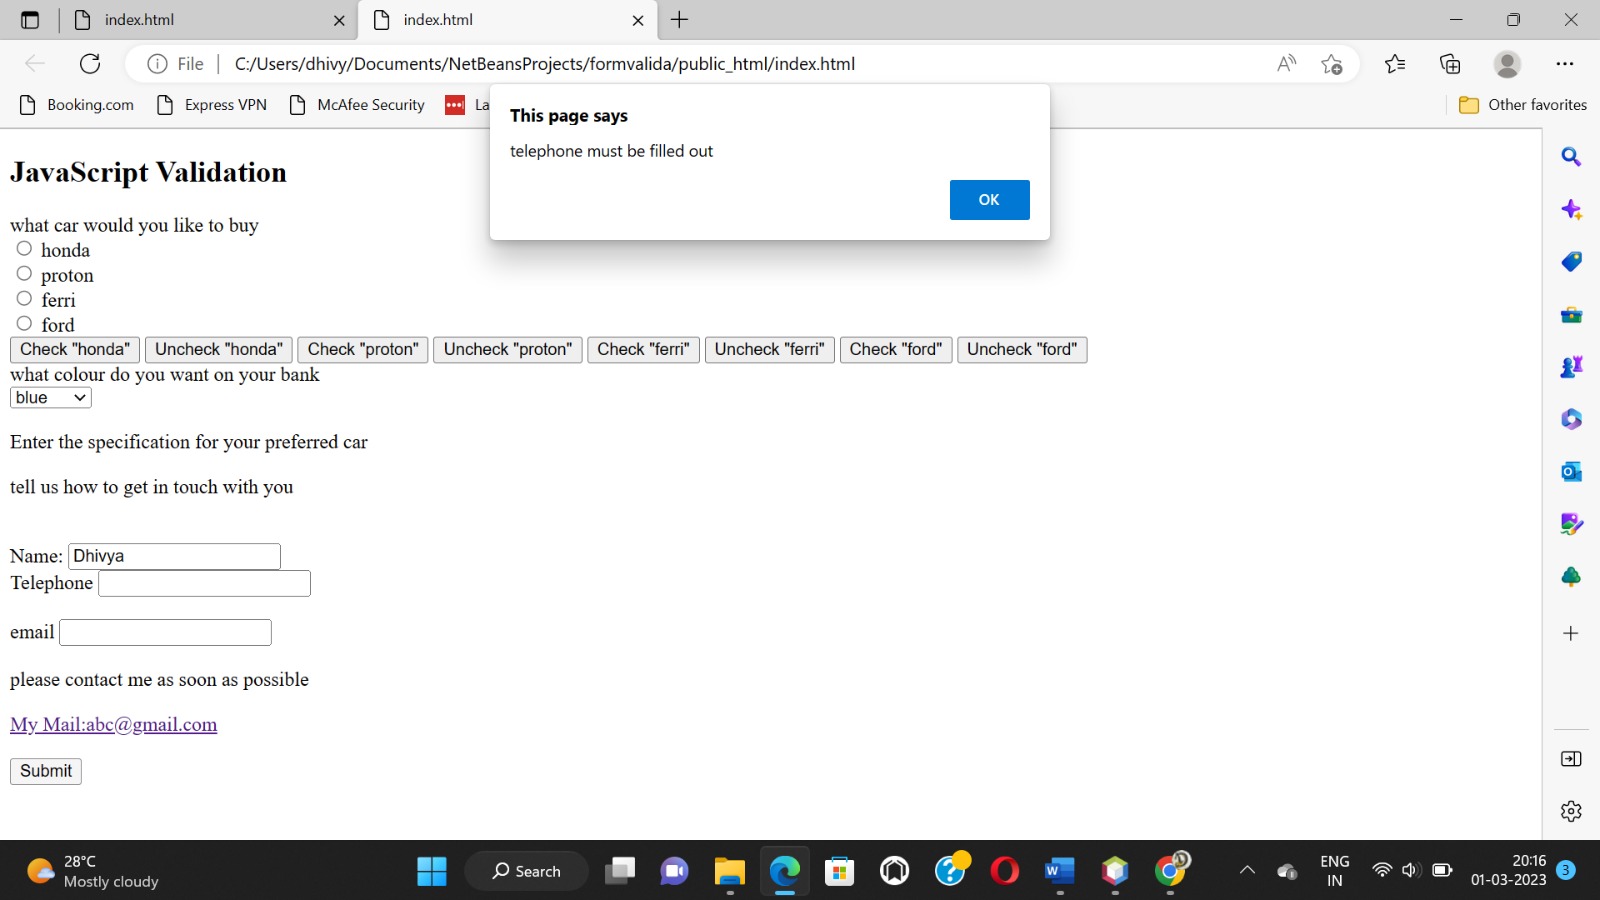 index.html
index.html
File
C:/Users/dhivy/Documents/NetBeansProjects/formvalida/public_html/index.html
Booking.com
Express VPN
McAfee Security
La
Other favorites
This page says
telephone must be filled out
OK
JavaScript Validation
what car would you like to buy
honda
proton
ferri
ford
Check "honda" Uncheck "honda" Check "proton" Uncheck "proton" Check "ferri" Uncheck "ferri" Check "ford" Uncheck "ford"
what colour do you want on your bank
blue
Enter the specification for your preferred car
tell us how to get in touch with you
Name: Dhivya
Telephone
email
please contact me as soon as possible
My Mail:abc@gmail.com
Submit
28°C
Mostly cloudy
Search
ENG
IN
20:16
01-03-2023
3